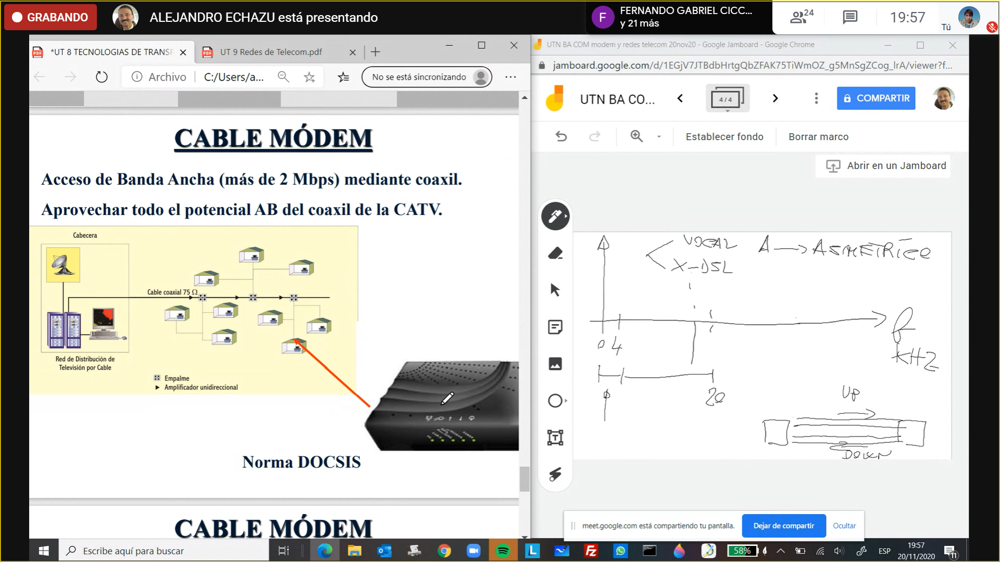 GRABANDO
ALEJANDRO ECHAZU está presentando
F
FERNANDO GABRIEL CICC...
y 21 más
24
19:57
Tú
*UT 8 TECNOLOGIAS DE TRANSF
UT 9 Redes de Telecom.pdf
Archivo
C:/Users/a...
No se está sincronizando
CABLE MÓDEM
Acceso de Banda Ancha (más de 2 Mbps) mediante coaxil.
Aprovechar todo el potencial AB del coaxil de la CATV.
Cabecera
Cable coaxial 75 Ω
Red de Distribución de
Televisión por Cable
Empalme
Amplificador unidireccional
Norma DOCSIS
CABLE MÓDEM
UTN BA COM modem y redes telecom 20nov20 - Google Jamboard - Google Chrome
jamboard.google.com/d/1EGjV7JTBdbHrtgQbZFAK75TiWmOZ_g5MnSgZCog_lrA/viewer?f...
UTN BA CO...
4 / 4
COMPARTIR
Establecer fondo
Borrar marco
Abrir en un Jamboard
VOCAL
X-DSL
A → ASIMETRICO
0 4
f
KHZ
0
20
UP
DOWN
meet.google.com está compartiendo tu pantalla.
Dejar de compartir
Ocultar
Escribe aquí para buscar
58%
ESP
19:57
20/11/2020
11